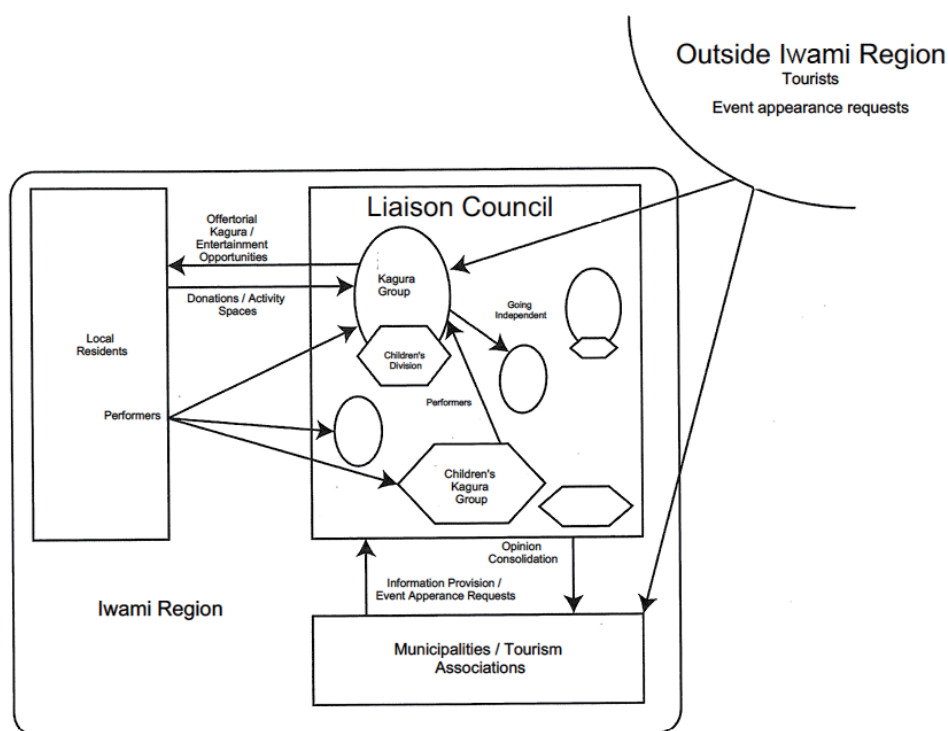 Outside Iwami Region
Tourists
Event appearance requests
Liaison Council
Offertorial
Kagura /
Entertainment
Opportunities
Kagura
Group
Going
Independent
Donations / Activity
Spaces
Local
Residents
Children's
Division
Performers
Performers
Children's
Kagura
Group
Opinion
Consolidation
Information Provision /
Event Apperance Requests
Iwami Region
Municipalities / Tourism
Associations